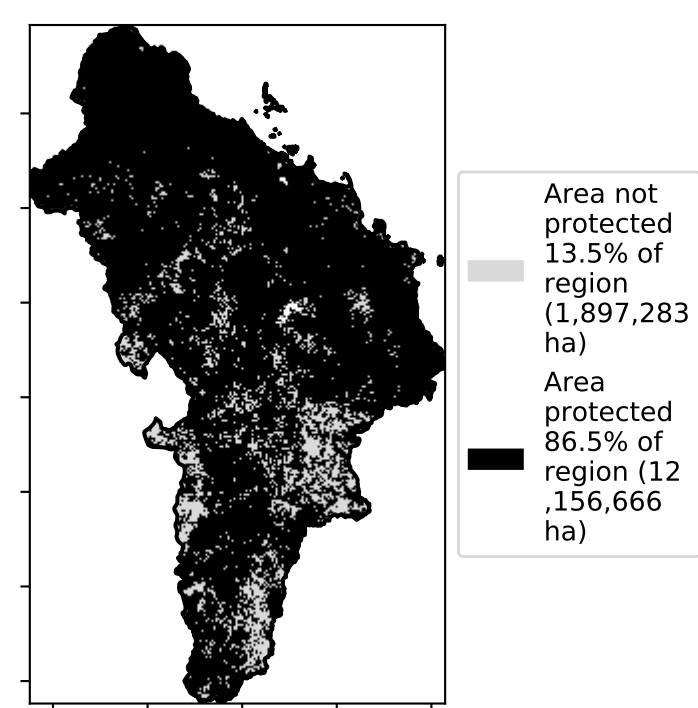 Area not
protected
13.5% of
region
(1,897,283
ha)
Area
protected
86.5% of
region (12
,156,666
ha)